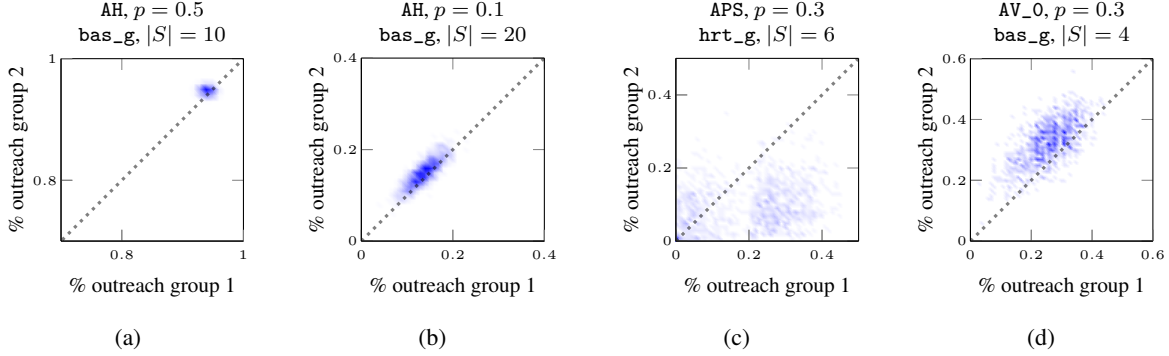 AH, p = 0.5
bas_g, |S| = 10
% outreach group 2
1
0.8
0.8
1
% outreach group 1
(a)
AH, p = 0.1
bas_g, |S| = 20
% outreach group 2
0.4
0.2
0
0
0.2
0.4
% outreach group 1
(b)
APS, p = 0.3
hrt_g, |S| = 6
% outreach group 2
0.4
0.2
0
0
0.2
0.4
% outreach group 1
(c)
AV_0, p = 0.3
bas_g, |S| = 4
% outreach group 2
0.6
0.4
0.2
0
0
0.2
0.4
0.6
% outreach group 1
(d)